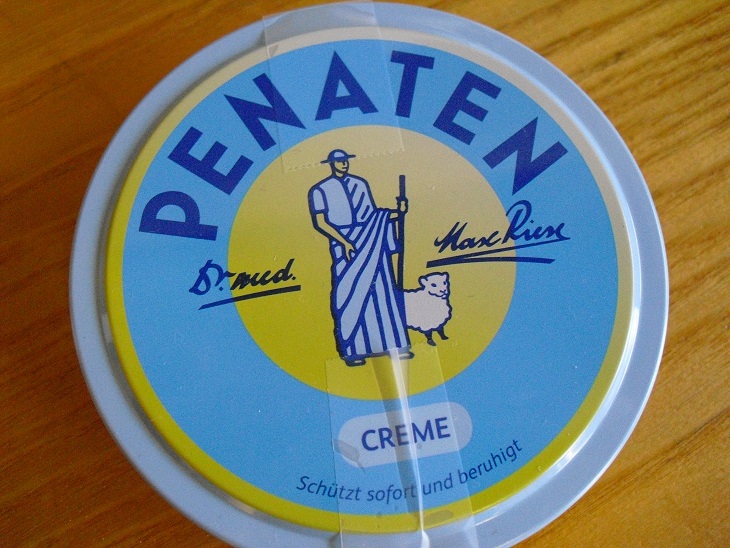 PENATEN
Dr. med.
Max Riese
CREME
Schützt sofort und beruhigt